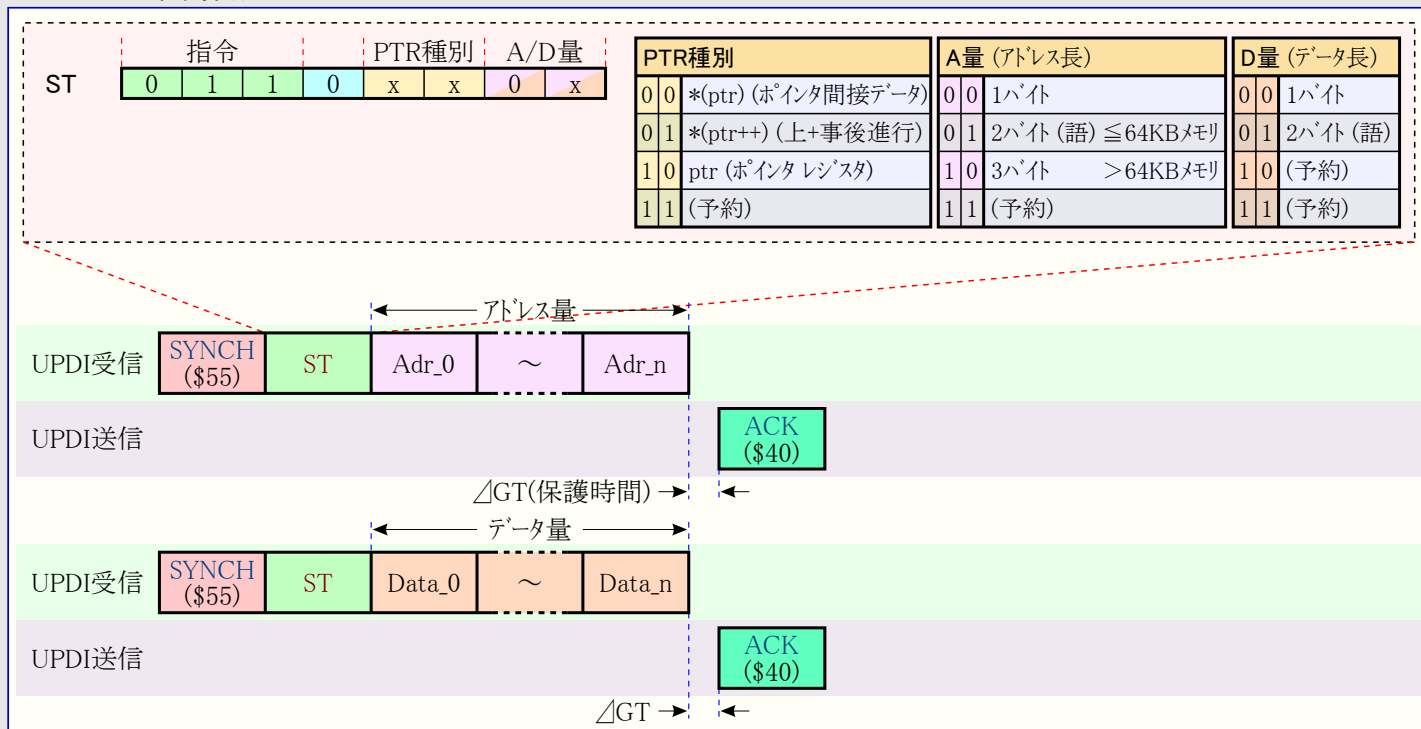 指令 PTR種別 A/D量
ST 0 1 1 0 x x 0 x
PTR種別
0 0 *(ptr) (ポインタ間接データ)
0 1 *(ptr++) (上+事後進行)
1 0 ptr (ポインタ レジスタ)
1 1 (予約)
A量 (アドレス長)
0 0 1バイト
0 1 2バイト (語) ≦64KBメモリ
1 0 3バイト >64KBメモリ
1 1 (予約)
D量 (データ長)
0 0 1バイト
0 1 2バイト (語)
1 0 (予約)
1 1 (予約)
アドレス量
UPDI受信 SYNCH ($55) ST Adr_0 ～ Adr_n
UPDI送信 ACK ($40)
⊿GT(保護時間)
データ量
UPDI受信 SYNCH ($55) ST Data_0 ～ Data_n
UPDI送信 ACK ($40)
⊿GT